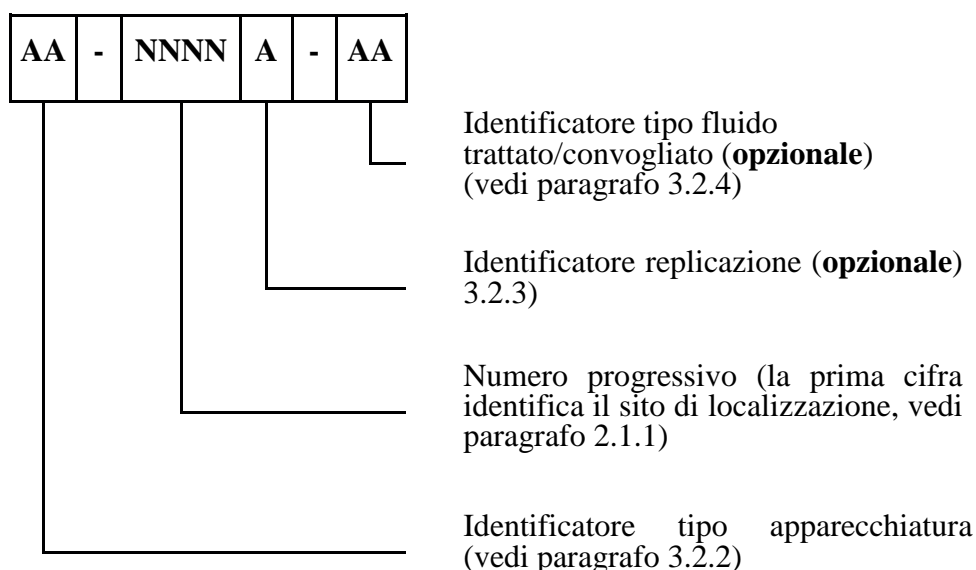 AA - NNNN A - AA
Identificatore tipo fluido
trattato/convogliato (opzionale)
(vedi paragrafo 3.2.4)
Identificatore replicazione (opzionale)
3.2.3)
Numero progressivo (la prima cifra
identifica il sito di localizzazione, vedi
paragrafo 2.1.1)
Identificatore tipo apparecchiatura
(vedi paragrafo 3.2.2)